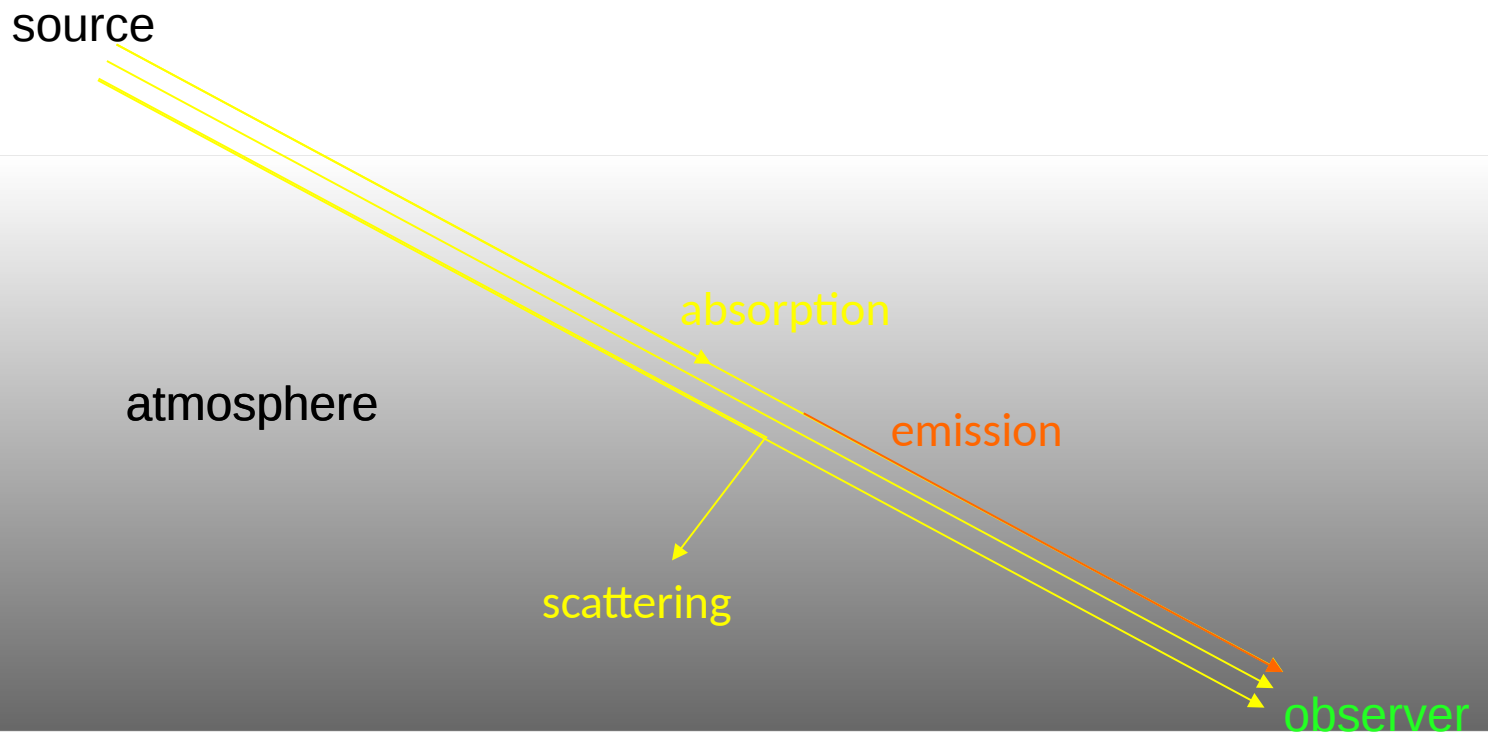 source
absorption
atmosphere
emission
scattering
observer